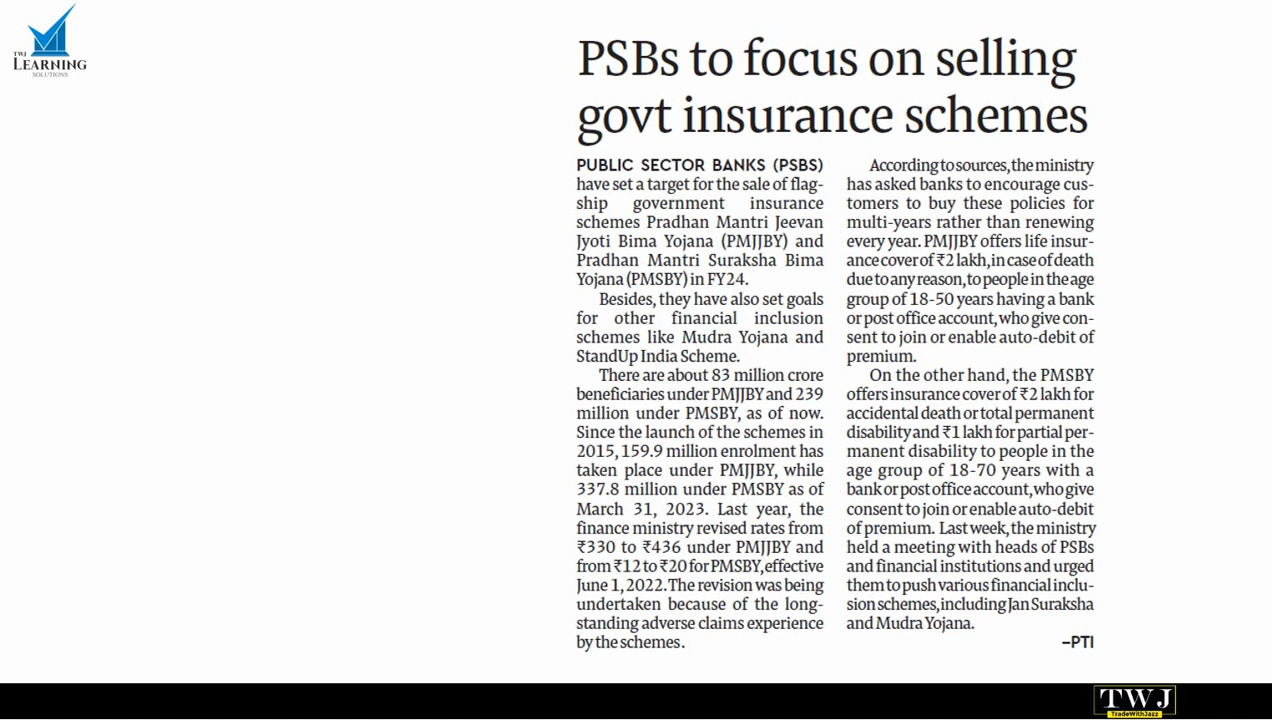 TWJ
LEARNING
SOLUTIONS
PSBs to focus on selling
govt insurance schemes
PUBLIC SECTOR BANKS (PSBS)
have set a target for the sale of flag-
ship government insurance
schemes Pradhan Mantri Jeevan
Jyoti Bima Yojana (PMJJBY) and
Pradhan Mantri Suraksha Bima
Yojana (PMSBY) in FY24.
Besides, they have also set goals
for other financial inclusion
schemes like Mudra Yojana and
StandUp India Scheme.
There are about 83 million crore
beneficiaries under PMJJBY and 239
million under PMSBY, as of now.
Since the launch of the schemes in
2015, 159.9 million enrolment has
taken place under PMJJBY, while
337.8 million under PMSBY as of
March 31, 2023. Last year, the
finance ministry revised rates from
₹330 to ₹436 under PMJJBY and
from ₹12 to ₹20 for PMSBY, effective
June 1, 2022. The revision was being
undertaken because of the long-
standing adverse claims experience
by the schemes.
According to sources, the ministry
has asked banks to encourage cus-
tomers to buy these policies for
multi-years rather than renewing
every year. PMJJBY offers life insur-
ance cover of ₹2 lakh, in case of death
due to any reason, to people in the age
group of 18-50 years having a bank
or post office account, who give con-
sent to join or enable auto-debit of
premium.
On the other hand, the PMSBY
offers insurance cover of ₹2 lakh for
accidental death or total permanent
disability and ₹1 lakh for partial per-
manent disability to people in the
age group of 18-70 years with a
bank or post office account, who give
consent to join or enable auto-debit
of premium. Last week, the ministry
held a meeting with heads of PSBs
and financial institutions and urged
them to push various financial inclu-
sion schemes, including Jan Suraksha
and Mudra Yojana.
–PTI
TWJ
TradeWithJazz